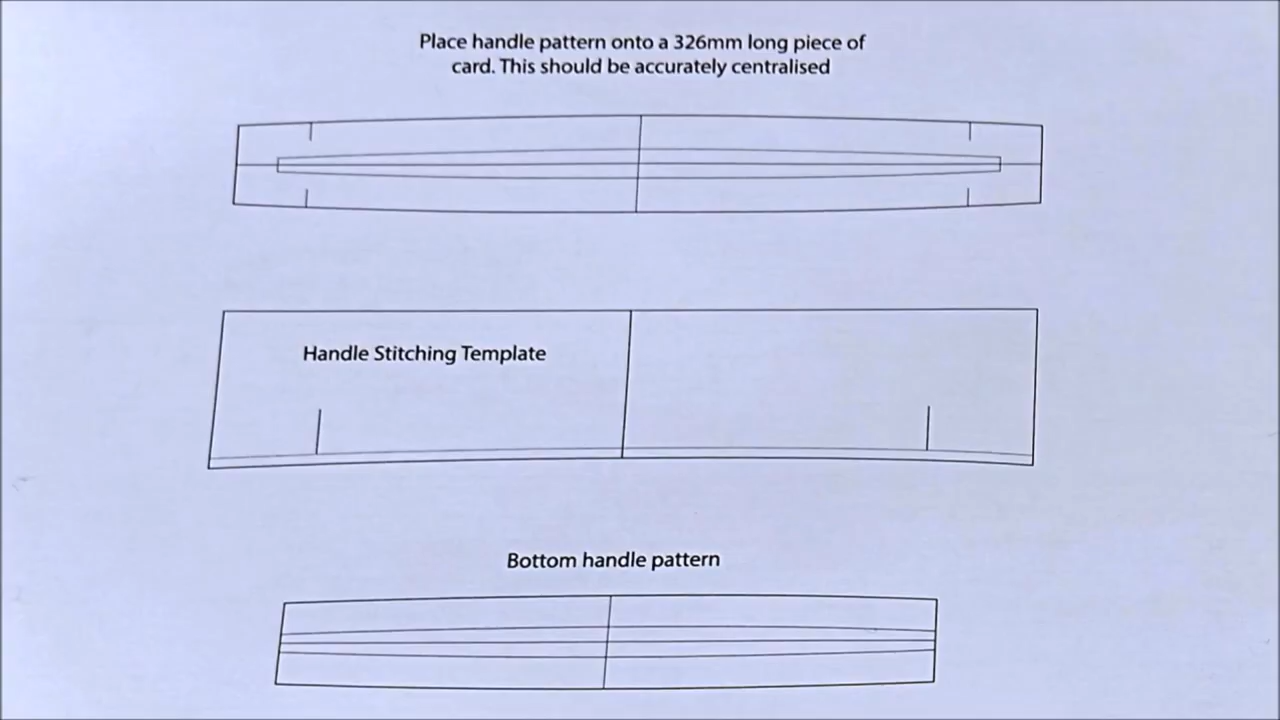 Place handle pattern onto a 326mm long piece of
card. This should be accurately centralised
Handle Stitching Template
Bottom handle pattern